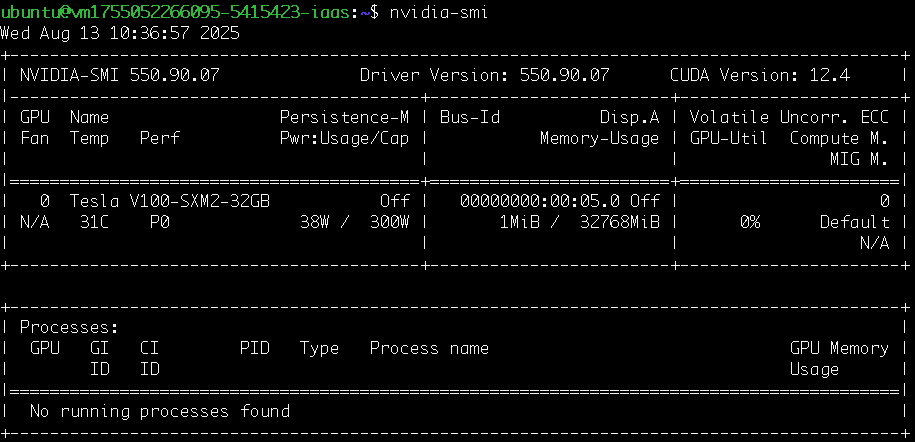 ubuntu@vm1755052266095-5415423-iaas:~$ nvidia-smi
Wed Aug 13 10:36:57 2025
+-----------------------------------------------------------------------------------------+
| NVIDIA-SMI 550.90.07              Driver Version: 550.90.07      CUDA Version: 12.4     |
|-----------------------------------------+------------------------+----------------------+
| GPU  Name                 Persistence-M | Bus-Id          Disp.A | Volatile Uncorr. ECC |
| Fan  Temp   Perf          Pwr:Usage/Cap |           Memory-Usage | GPU-Util  Compute M. |
|                                         |                        |               MIG M. |
|=========================================+========================+======================|
|   0  Tesla V100-SXM2-32GB           Off |   00000000:00:05.0 Off |                    0 |
| N/A   31C    P0             38W /  300W |       1MiB /  32768MiB |      0%      Default |
|                                         |                        |                  N/A |
+-----------------------------------------+------------------------+----------------------+
+-----------------------------------------------------------------------------------------+
| Processes:                                                                              |
|  GPU   GI   CI        PID   Type   Process name                              GPU Memory |
|        ID   ID                                                               Usage      |
|=========================================================================================|
|  No running processes found                                                             |
+-----------------------------------------------------------------------------------------+